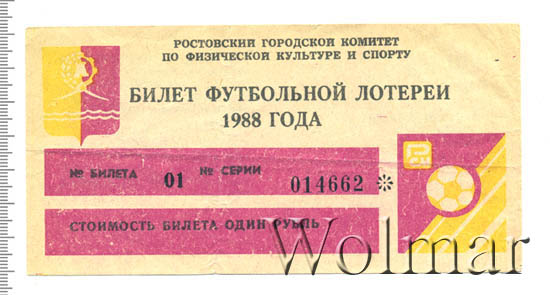 РОСТОВСКИЙ ГОРОДСКОЙ КОМИТЕТ
ПО ФИЗИЧЕСКОЙ КУЛЬТУРЕ И СПОРТУ
БИЛЕТ ФУТБОЛЬНОЙ ЛОТЕРЕИ
1988 ГОДА
№ БИЛЕТА 01 № СЕРИИ 014662 *
СТОИМОСТЬ БИЛЕТА ОДИН РУБЛЬ
Wolmar